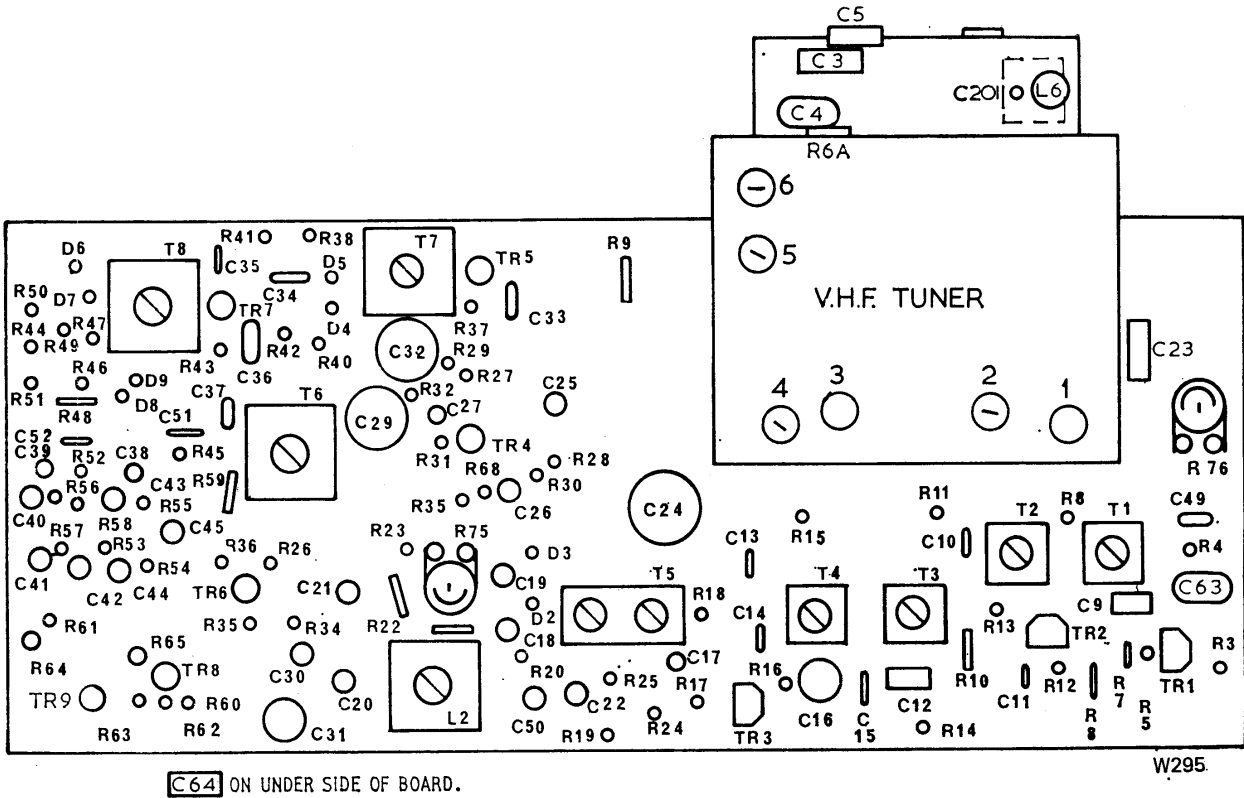 C5
C3
C201 L6
C4
R6A
6
5
V.H.F. TUNER
4 3 2 1
C23
R76
D6 T8 R41 R38 T7 R9
C35 D5 TR5
R50 D7 C34
R44 R47 TR7 D4 R37 C33
R49 R43 R42 R40 C32 R29
R46 D9 C36 R27
R51 D8 C37 T6 R32 C25
R48 C51 C29 C27
C52 R45 R31 TR4
C39 R52 C38 R59 R68 R28
R56 C43 R55 R35 R30
C40 R57 R58 C45 C26 C24 R11 T2 R8 T1 C49
R53 R36 R26 R23 R75 D3 C13 R15 C10 R4
C41 R54 C19 T5 R18 T4 T3 C63
C42 C44 TR6 C21 D2 C14 C9
R61 R35 R34 R22 C18 R13 TR2 R3
R64 R65 TR8 C30 R20 R25 C17 R16 R10 R12 R7 TR1
TR9 R60 C20 L2 C50 C22 R17 C16 C15 C12 C11 R8 R5
R63 R62 C31 R19 R24 TR3 R14
W295.
C64 ON UNDER SIDE OF BOARD.